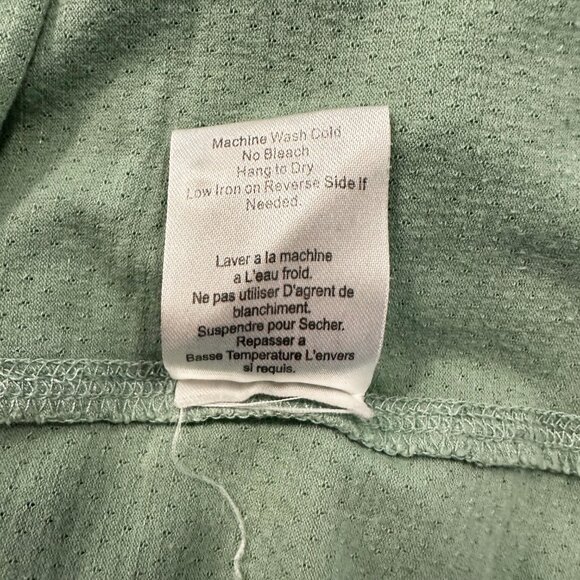 Machine Wash Cold
No Bleach
Hang to Dry
Low Iron on Reverse Side If
Needed.
Laver a la machine
a L'eau froid.
Ne pas utiliser D'agrent de
blanchiment.
Suspendre pour Secher.
Repasser a
Basse Temperature L'envers
si requis.